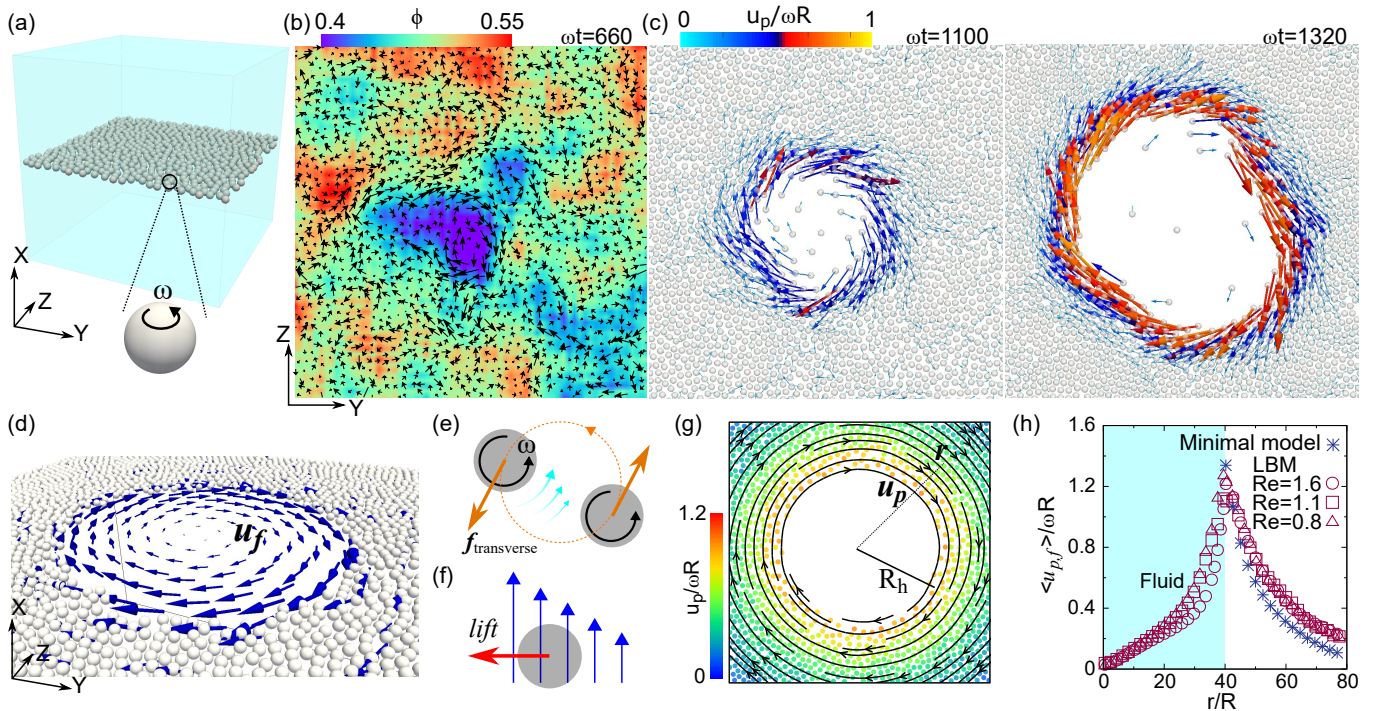 (a)
X
Z
Y
ω
(b)
ϕ
0.4
0.55
ωt=660
Z
Y
(c)
0
u_p/ωR
1
ωt=1100
ωt=1320
(d)
u_f
X
Z
Y
(e)
ω
f_transverse
(f)
lift
(g)
1.2
u_p/ωR
0
r
u_p
R_h
(h)
1.6
1.2
0.8
0.4
0
<u_p,f>/ωR
Minimal model
LBM
Re=1.6
Re=1.1
Re=0.8
Fluid
0 20 40 60 80
r/R